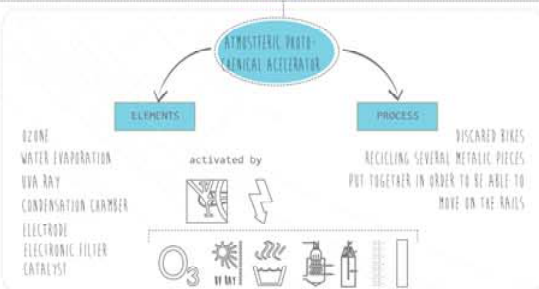 ATMOSTFERIC PHOTO-
CHENICAL ACELERATOR
ELEMENTS
PROCESS
OZONE
WATER EVAPORATION
UVA RAY
CONDENSATION CHAMBER
ELECTRODE
ELECTRONIC FILTER
CATALYST
activated by
DISCARED BIKES
RECICLING SEVERAL METALIC PIECES
PUT TOGETHER IN ORDER TO BE ABLE TO
MOVE ON THE RAILS
O3
UV RAY